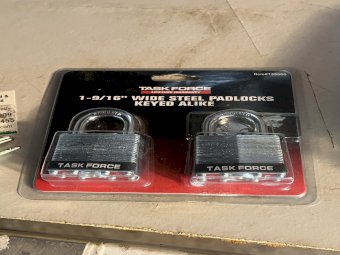 TASK FORCE
1-9/16" WIDE STEEL PADLOCKS
KEYED ALIKE
TASK FORCE
TASK FORCE